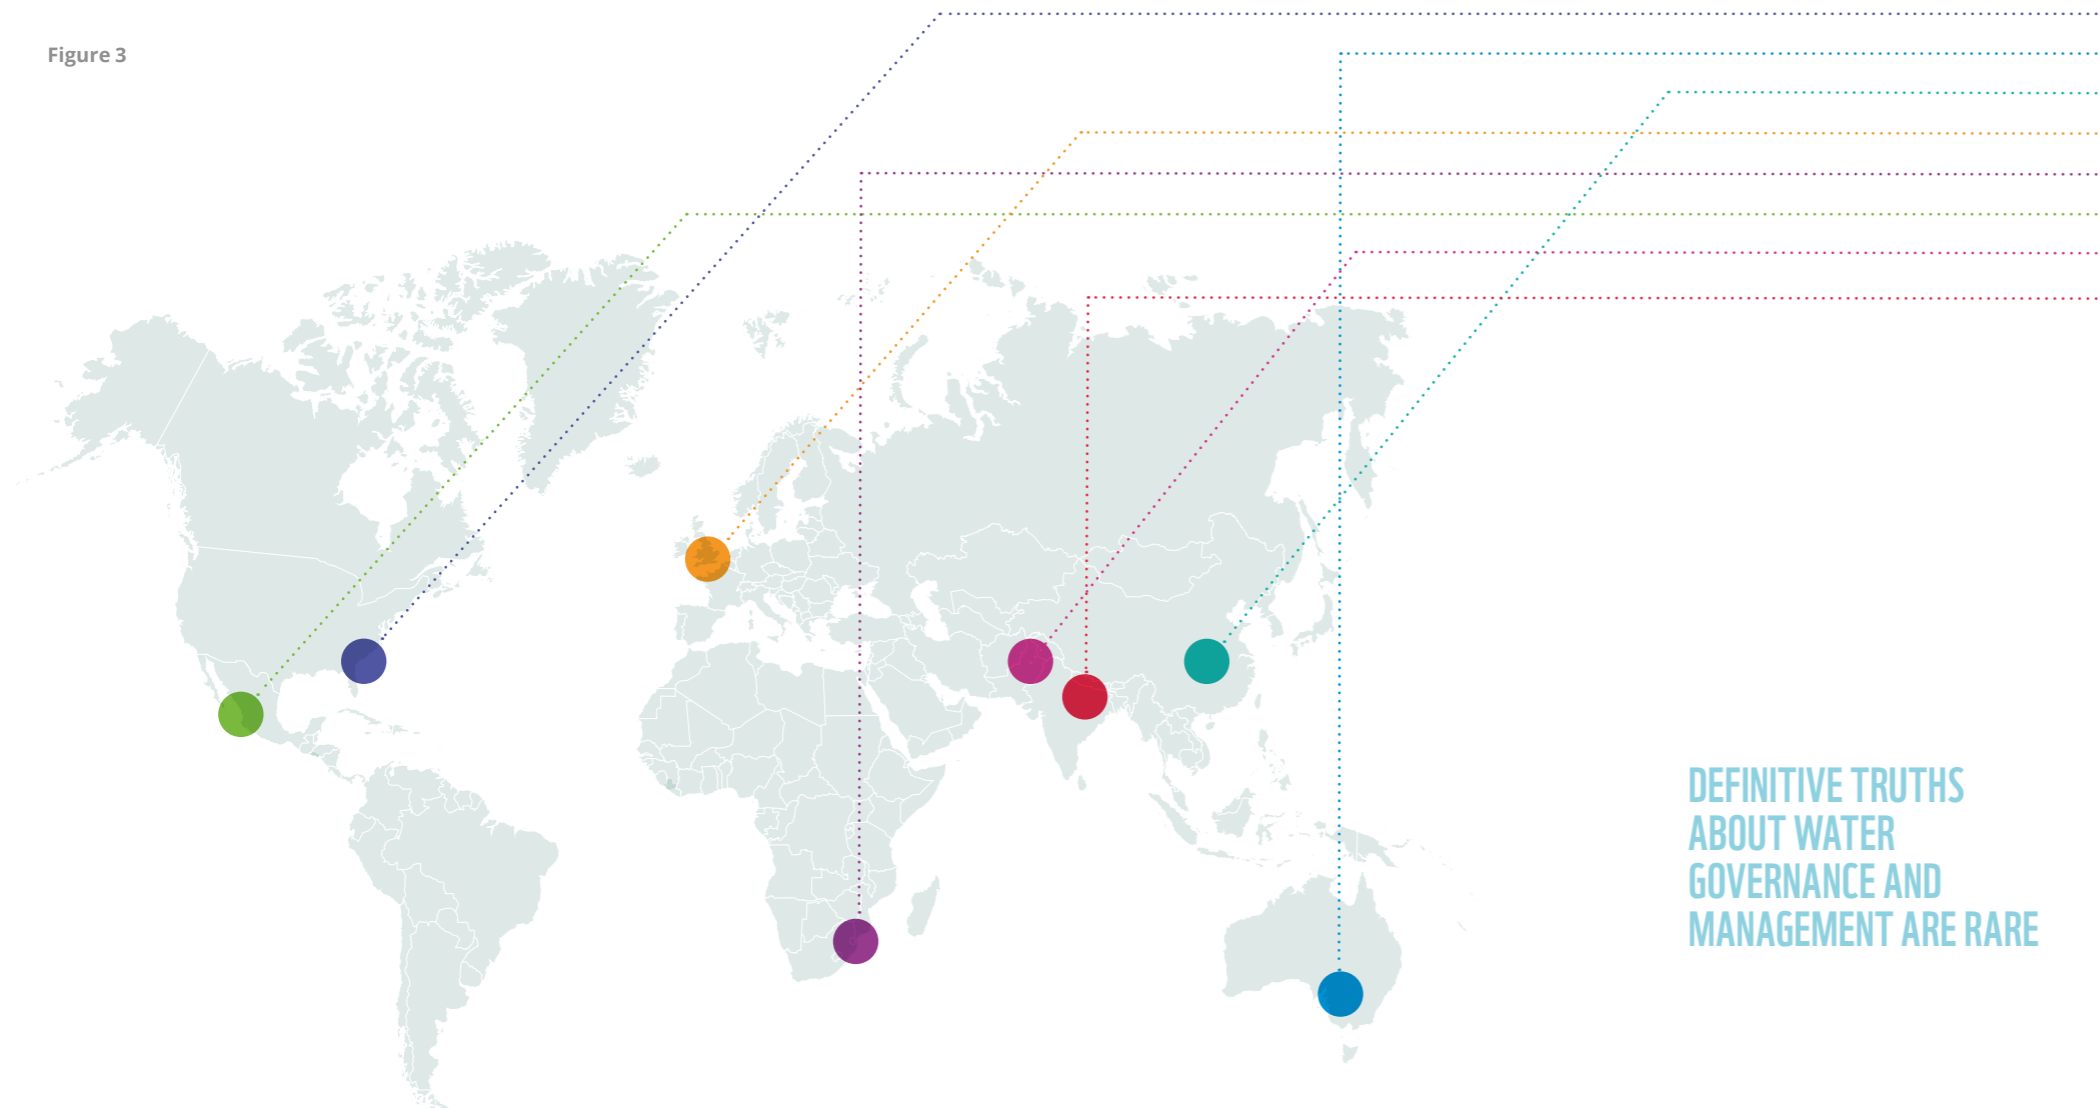 Figure 3
DEFINITIVE TRUTHS
ABOUT WATER
GOVERNANCE AND
MANAGEMENT ARE RARE